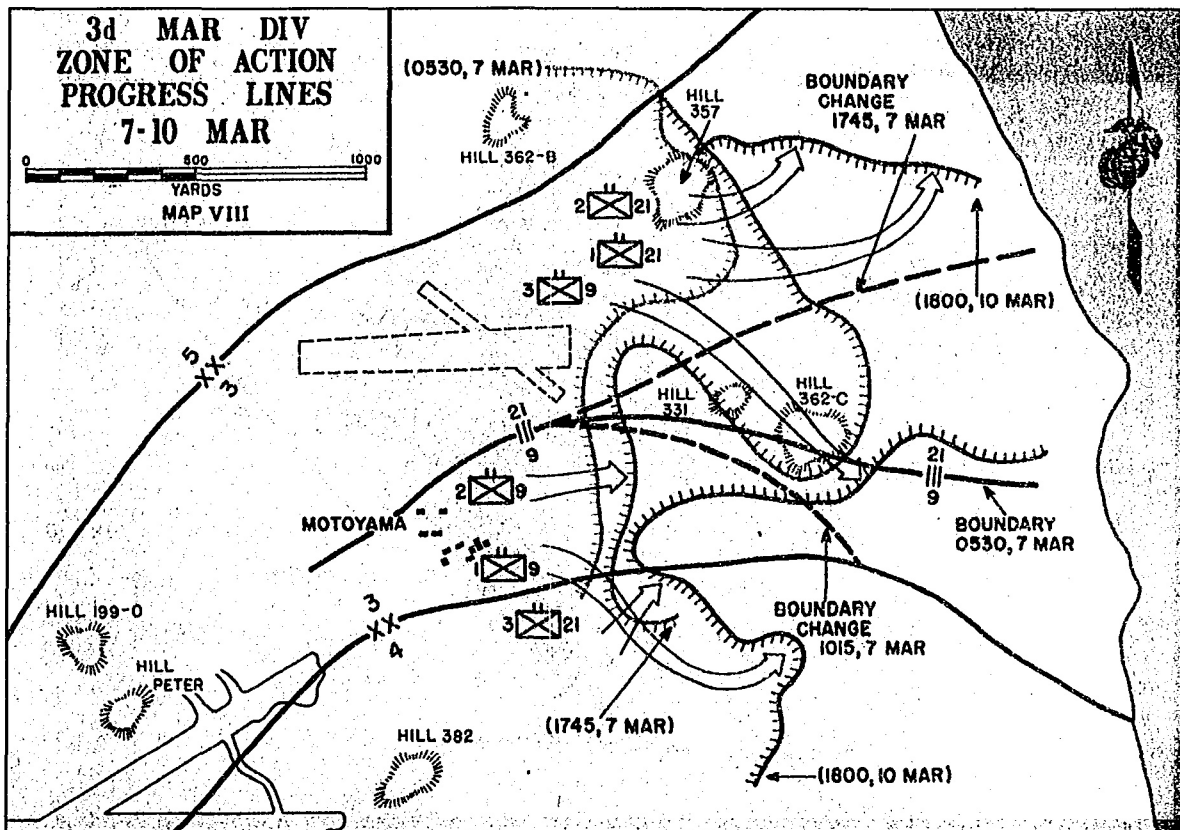 3d MAR DIV
ZONE OF ACTION
PROGRESS LINES
7-10 MAR
0 500 1000
YARDS
MAP VIII
(0530, 7 MAR)
HILL 362-B
HILL
357
BOUNDARY
CHANGE
1745, 7 MAR
2 21
1 21
3 9
(1800, 10 MAR)
5
XX
3
HILL
331
HILL
362-C
21
9
21
9
2 9
MOTOYAMA
BOUNDARY
0530, 7 MAR
1 9
3 21
3
XX
4
HILL 199-O
HILL
PETER
BOUNDARY
CHANGE
1015, 7 MAR
(1745, 7 MAR)
HILL 382
(1800, 10 MAR)